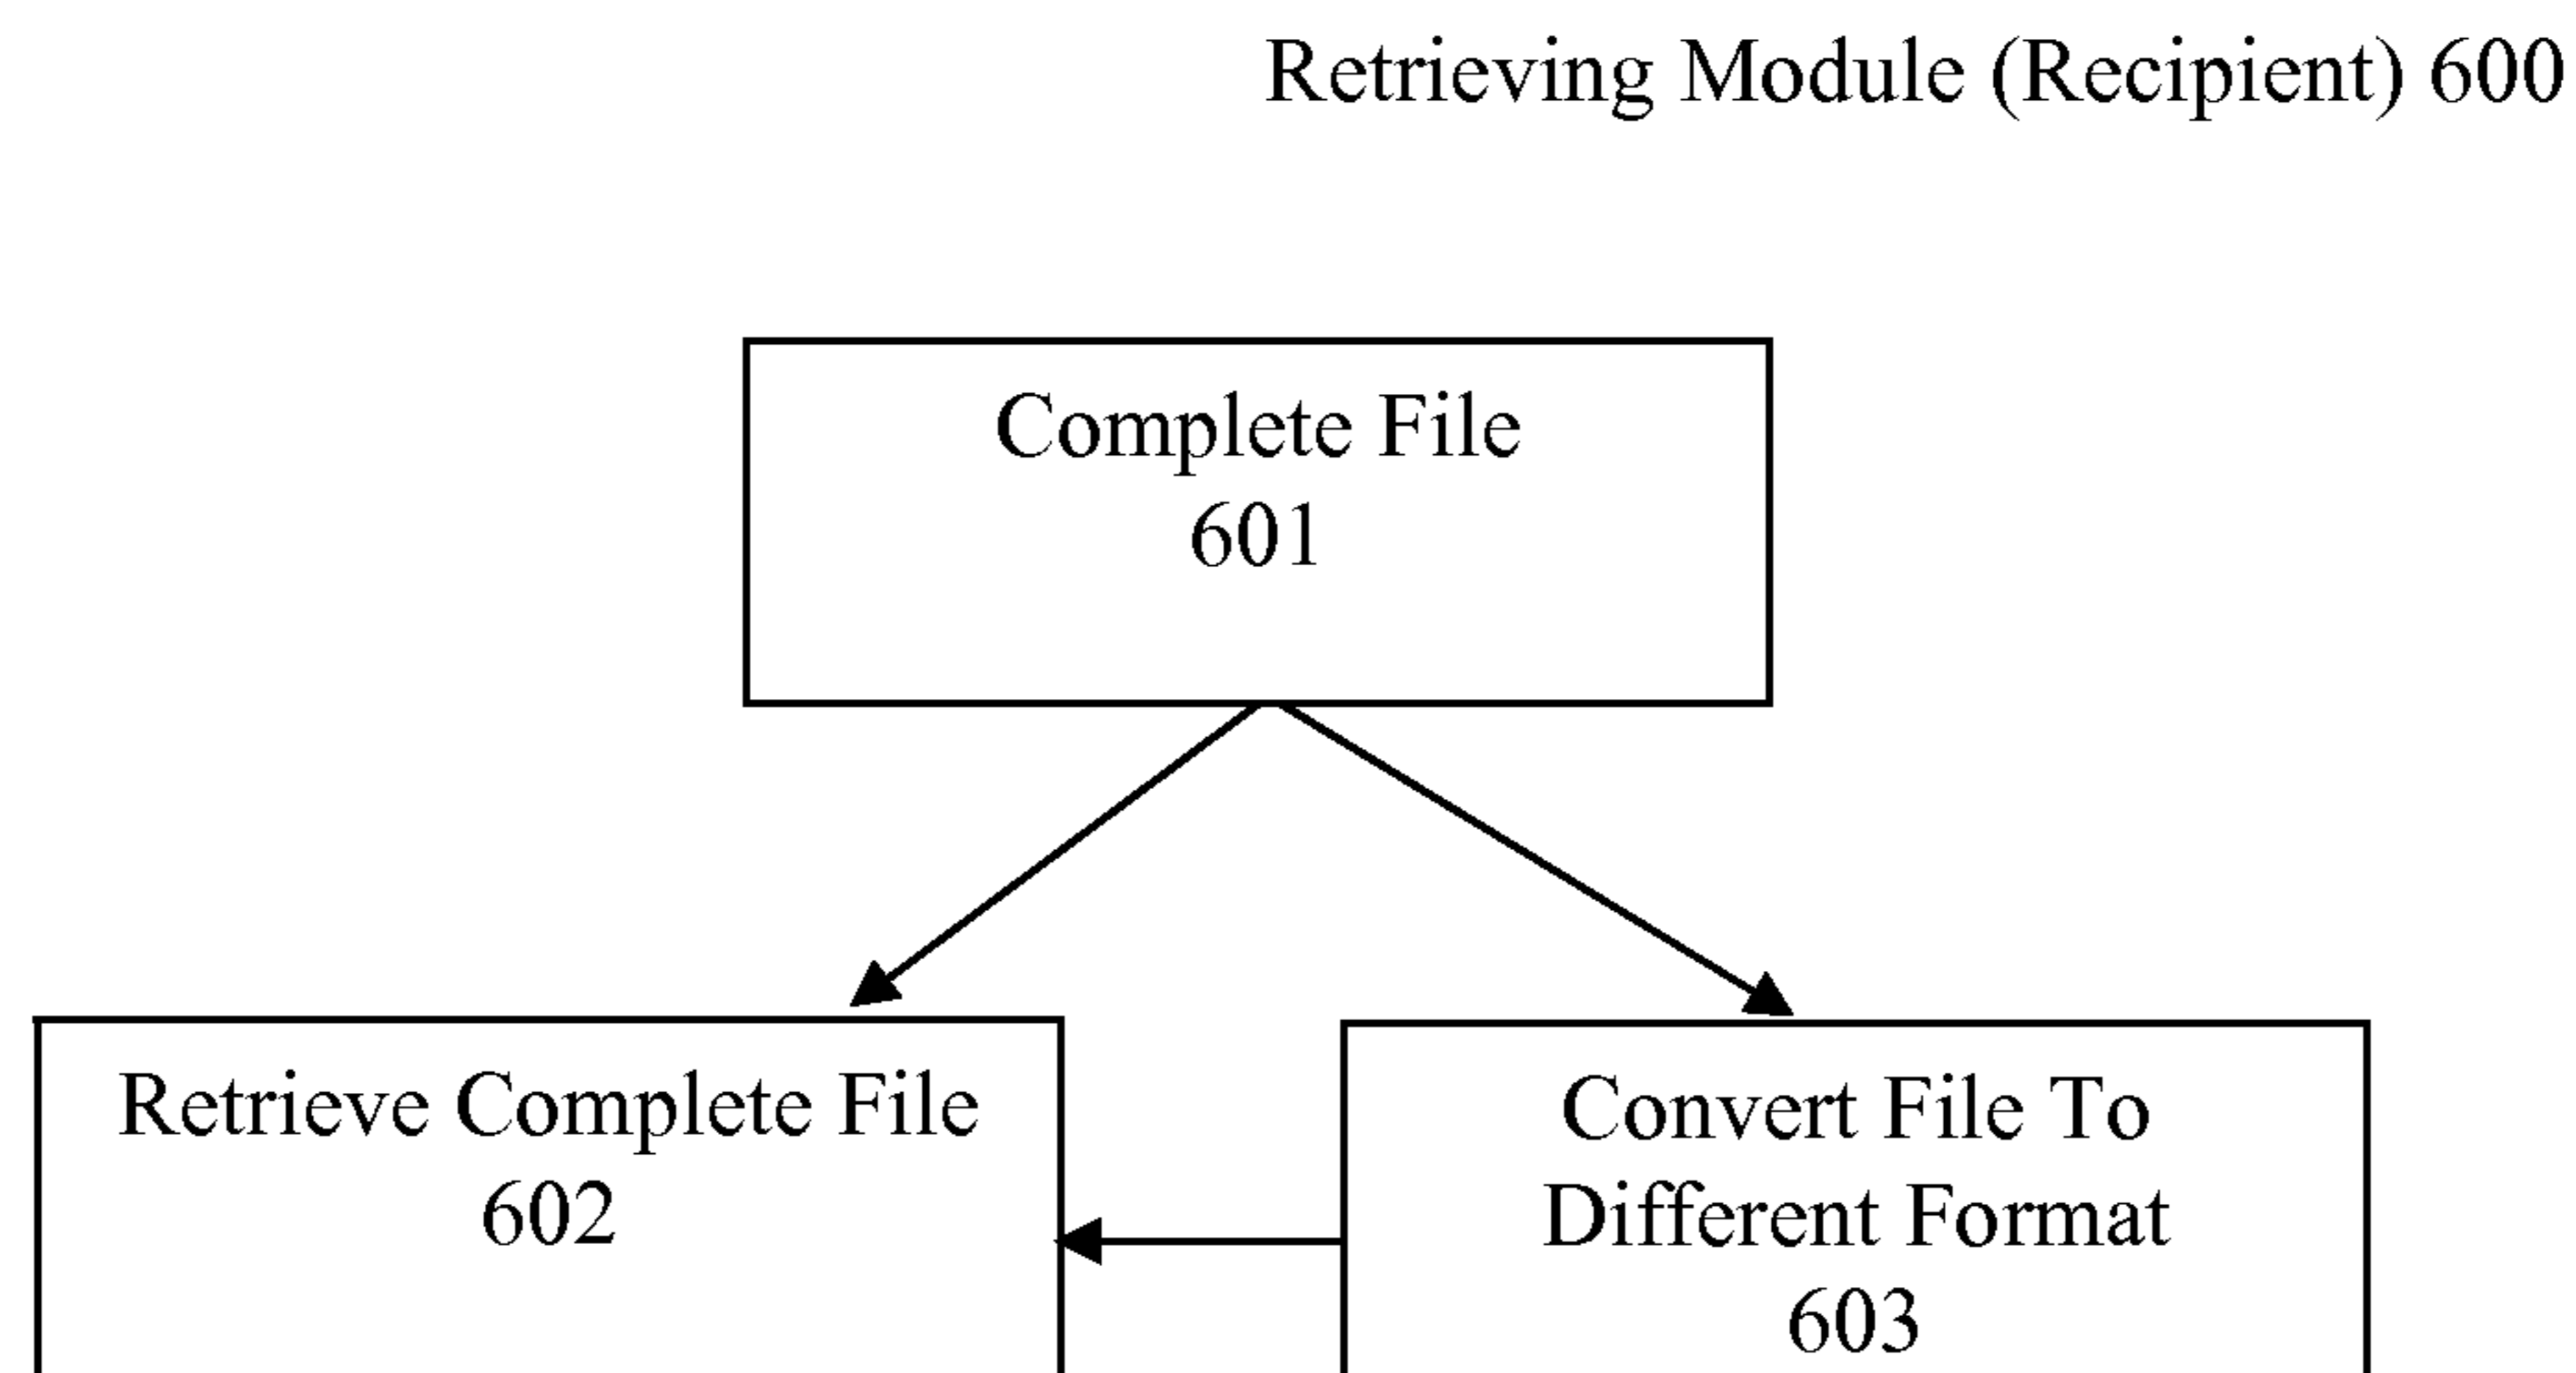 Retrieving Module (Recipient) 600
Complete File
601
Retrieve Complete File
602
Convert File To
Different Format
603